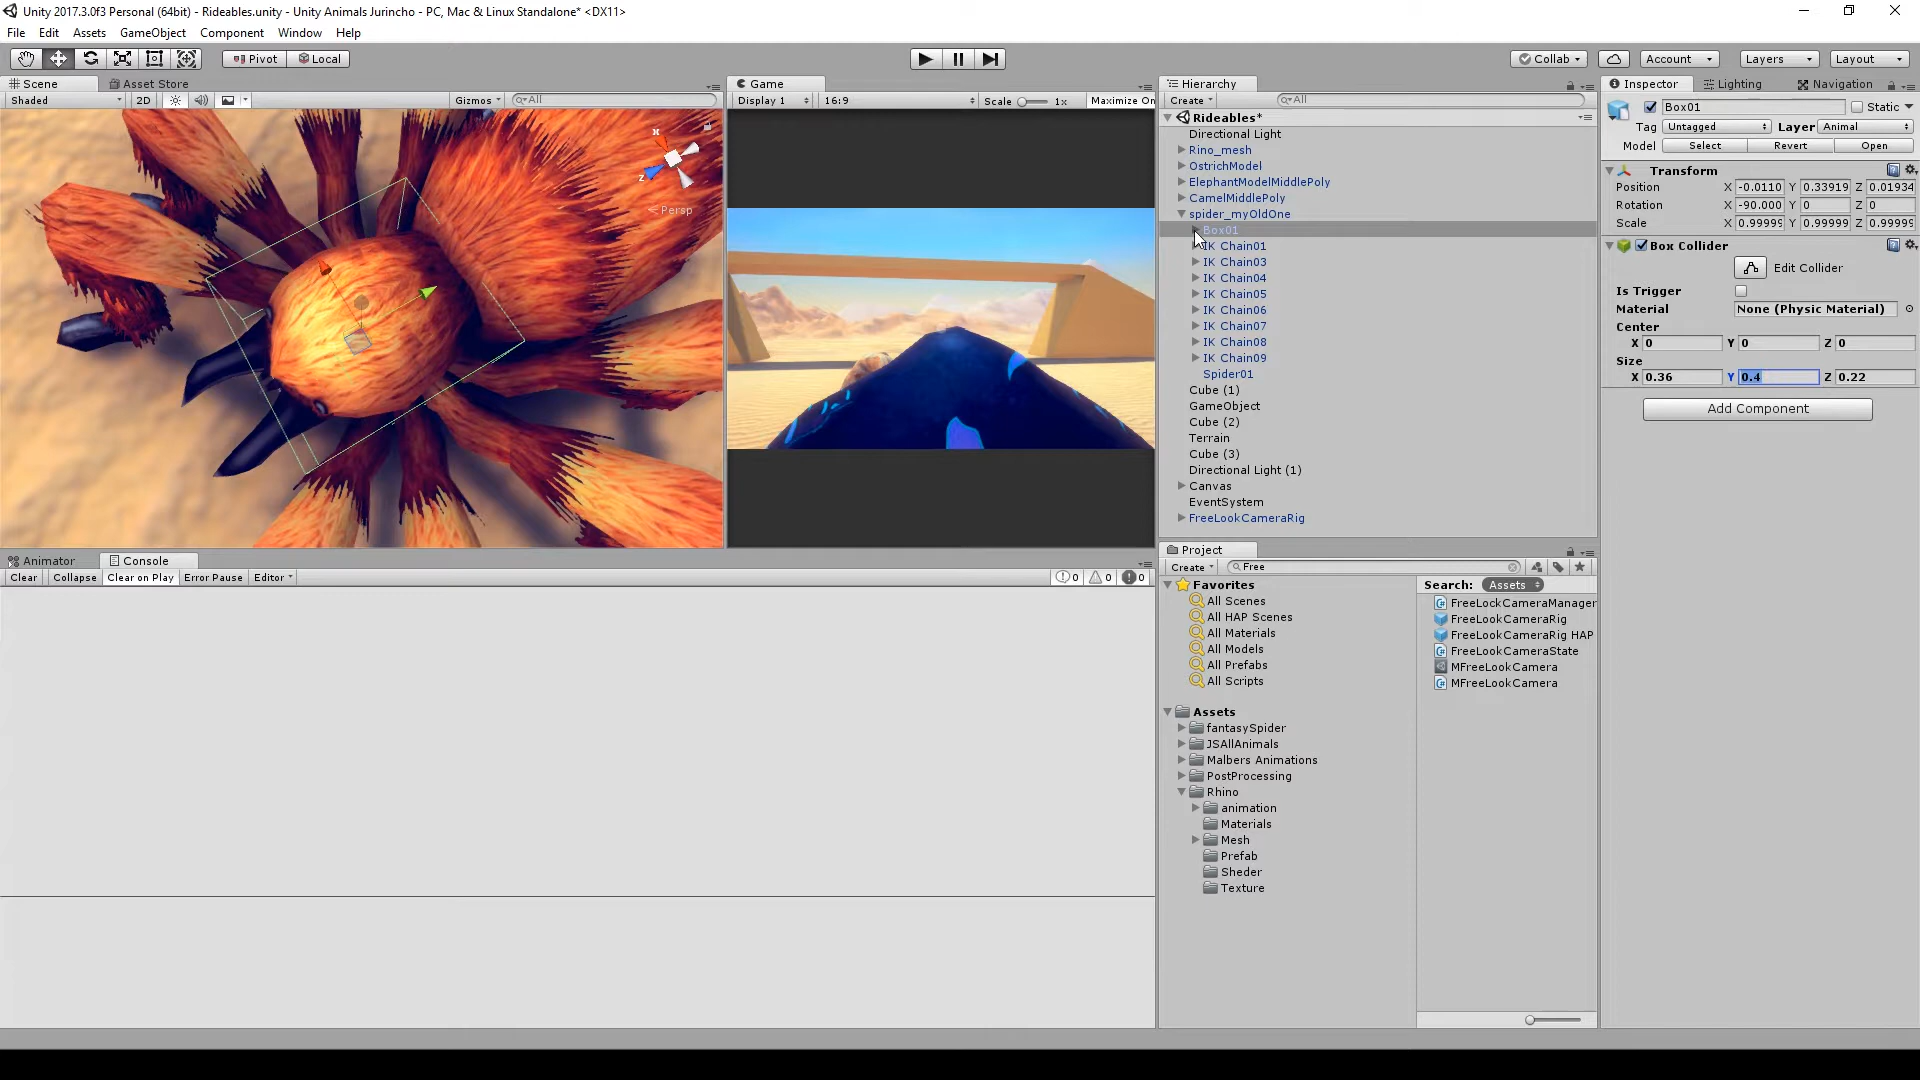 Unity 2017.3.0f3 Personal (64bit) - Rideables.unity - Unity Animals Jurincho - PC, Mac & Linux Standalone* <DX11>
File Edit Assets GameObject Component Window Help
Pivot Local Collab Account Layers Layout
Scene Asset Store
Shaded 2D Gizmos All
x
z
Persp
Game
Display 1 16:9 Scale 1x Maximize On
Hierarchy
Create All
Rideables*
Directional Light
Rino_mesh
OstrichModel
ElephantModelMiddlePoly
CamelMiddlePoly
spider_myOldOne
Box01
IK Chain01
IK Chain03
IK Chain04
IK Chain05
IK Chain06
IK Chain07
IK Chain08
IK Chain09
Spider01
Cube (1)
GameObject
Cube (2)
Terrain
Cube (3)
Directional Light (1)
Canvas
EventSystem
FreeLookCameraRig
Inspector Lighting Navigation
Box01 Static
Tag Untagged Layer Animal
Model Select Revert Open
Transform
Position X -0.0110 Y 0.33919 Z 0.01934
Rotation X -90.000 Y 0 Z 0
Scale X 0.99999 Y 0.99999 Z 0.99999
Box Collider
Edit Collider
Is Trigger
Material None (Physic Material)
Center
X 0 Y 0 Z 0
Size
X 0.36 Y 0.4 Z 0.22
Add Component
Animator Console
Clear Collapse Clear on Play Error Pause Editor 0 0 0
Project
Create Free
Favorites
All Scenes
All HAP Scenes
All Materials
All Models
All Prefabs
All Scripts
Assets
fantasySpider
JSAllAnimals
Malbers Animations
PostProcessing
Rhino
animation
Materials
Mesh
Prefab
Sheder
Texture
Search: Assets
FreeLockCameraManager
FreeLookCameraRig
FreeLookCameraRig HAP
FreeLookCameraState
MFreeLookCamera
MFreeLookCamera